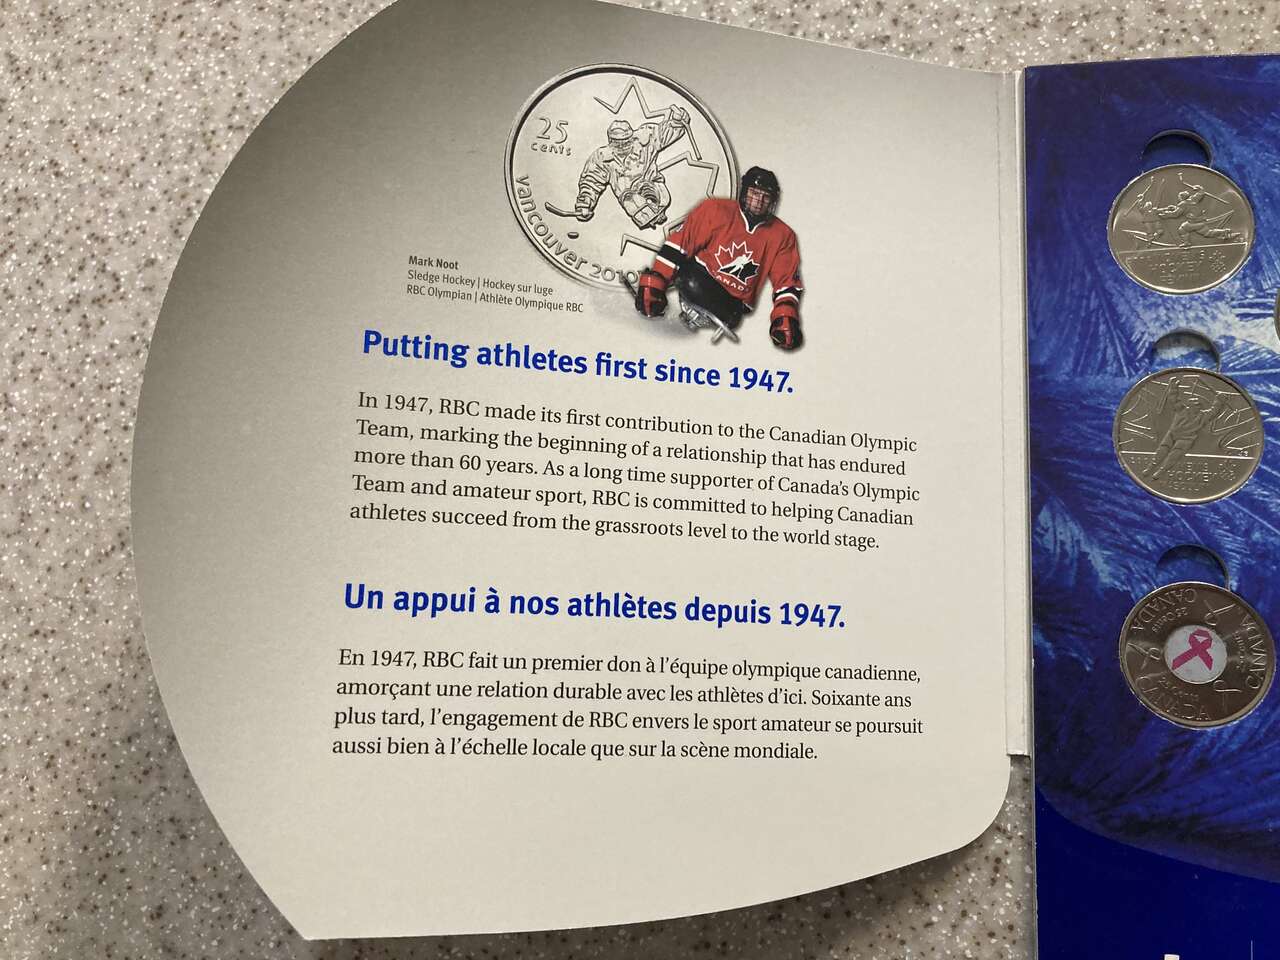 25
cents
vancouver 2010
CANADA
Mark Noot
Sledge Hockey | Hockey sur luge
RBC Olympian | Athlète Olympique RBC
Putting athletes first since 1947.
In 1947, RBC made its first contribution to the Canadian Olympic
Team, marking the beginning of a relationship that has endured
more than 60 years. As a long time supporter of Canada's Olympic
Team and amateur sport, RBC is committed to helping Canadian
athletes succeed from the grassroots level to the world stage.
Un appui à nos athlètes depuis 1947.
En 1947, RBC fait un premier don à l'équipe olympique canadienne,
amorçant une relation durable avec les athlètes d'ici. Soixante ans
plus tard, l'engagement de RBC envers le sport amateur se poursuit
aussi bien à l'échelle locale que sur la scène mondiale.
CANADA
25
CANADA
CANADA